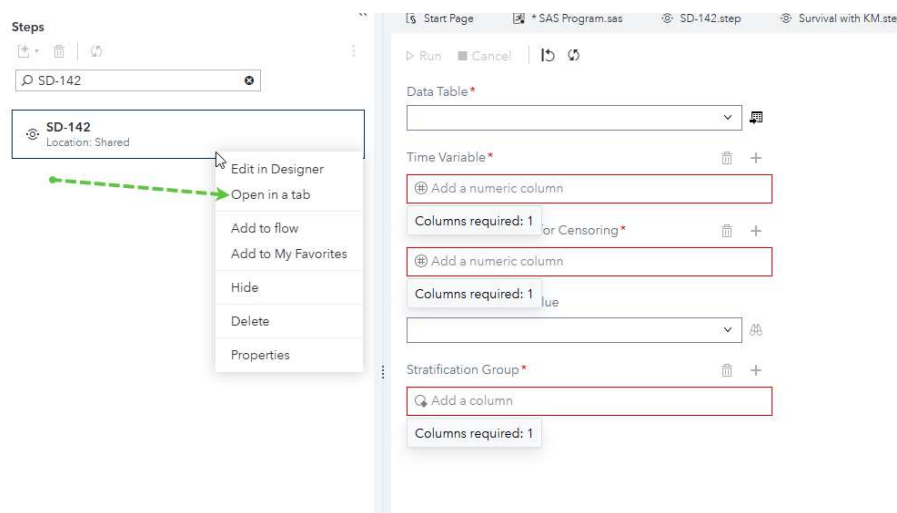 Steps
SD-142
SD-142
Location: Shared
Edit in Designer
Open in a tab
Add to flow
Add to My Favorites
Hide
Delete
Properties
Start Page
* SAS Program.sas
SD-142.step
Survival with KM.ste
Run
Cancel
Data Table*
Time Variable*
Add a numeric column
Columns required: 1
or Censoring*
Add a numeric column
Columns required: 1
lue
Stratification Group*
Add a column
Columns required: 1